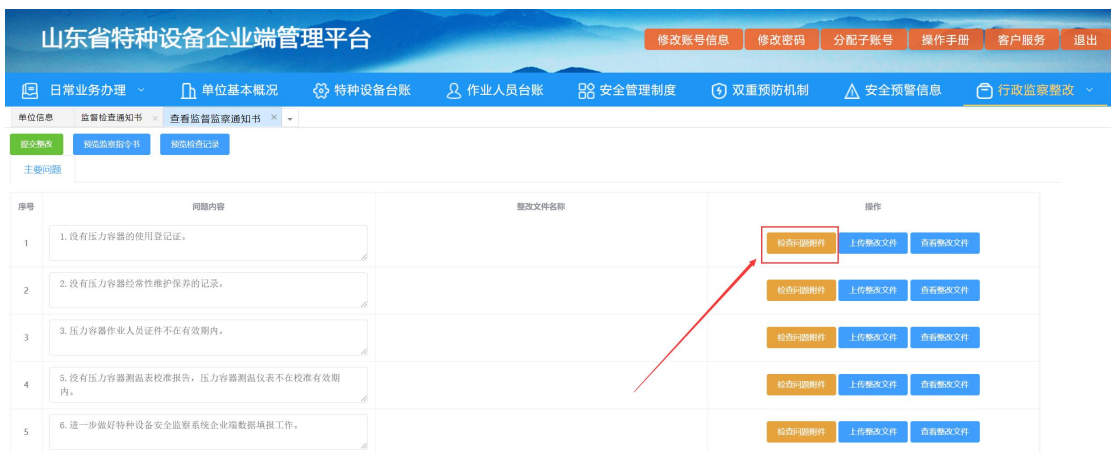 山东省特种设备企业端管理平台
修改账号信息 修改密码 分配子账号 操作手册 客户服务 退出
日常业务办理 单位基本概况 特种设备台账 作业人员台账 安全管理制度 双重预防机制 安全预警信息 行政监察整改
单位信息 监督检查通知书 × 查看监督监察通知书 ×
提交整改 预览监察指令书 预览检查记录
主要问题
序号 问题内容 整改文件名称 操作
1 1.没有压力容器的使用登记证。 检查问题附件 上传整改文件 查看整改文件
2 2.没有压力容器经常性维护保养的记录。 检查问题附件 上传整改文件 查看整改文件
3 3.压力容器作业人员证件不在有效期内。 检查问题附件 上传整改文件 查看整改文件
4 5.没有压力容器测温表校准报告，压力容器测温仪表不在校准有效期 检查问题附件 上传整改文件 查看整改文件
内。
5 6.进一步做好特种设备安全监察系统企业端数据填报工作。 检查问题附件 上传整改文件 查看整改文件